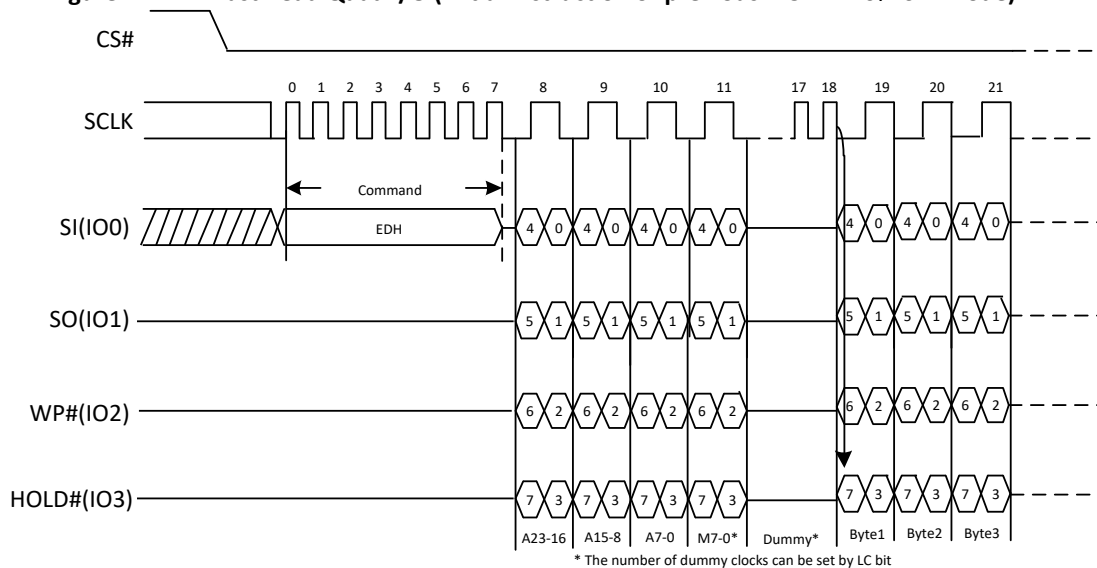 CS#
0 1 2 3 4 5 6 7 8 9 10 11 17 18 19 20 21
SCLK
Command
SI(IO0) EDH 4 0 4 0 4 0 4 0 4 0 4 0 4 0
SO(IO1) 5 1 5 1 5 1 5 1 5 1 5 1 5 1
WP#(IO2) 6 2 6 2 6 2 6 2 6 2 6 2 6 2
HOLD#(IO3) 7 3 7 3 7 3 7 3 7 3 7 3 7 3
A23-16 A15-8 A7-0 M7-0* Dummy* Byte1 Byte2 Byte3
* The number of dummy clocks can be set by LC bit